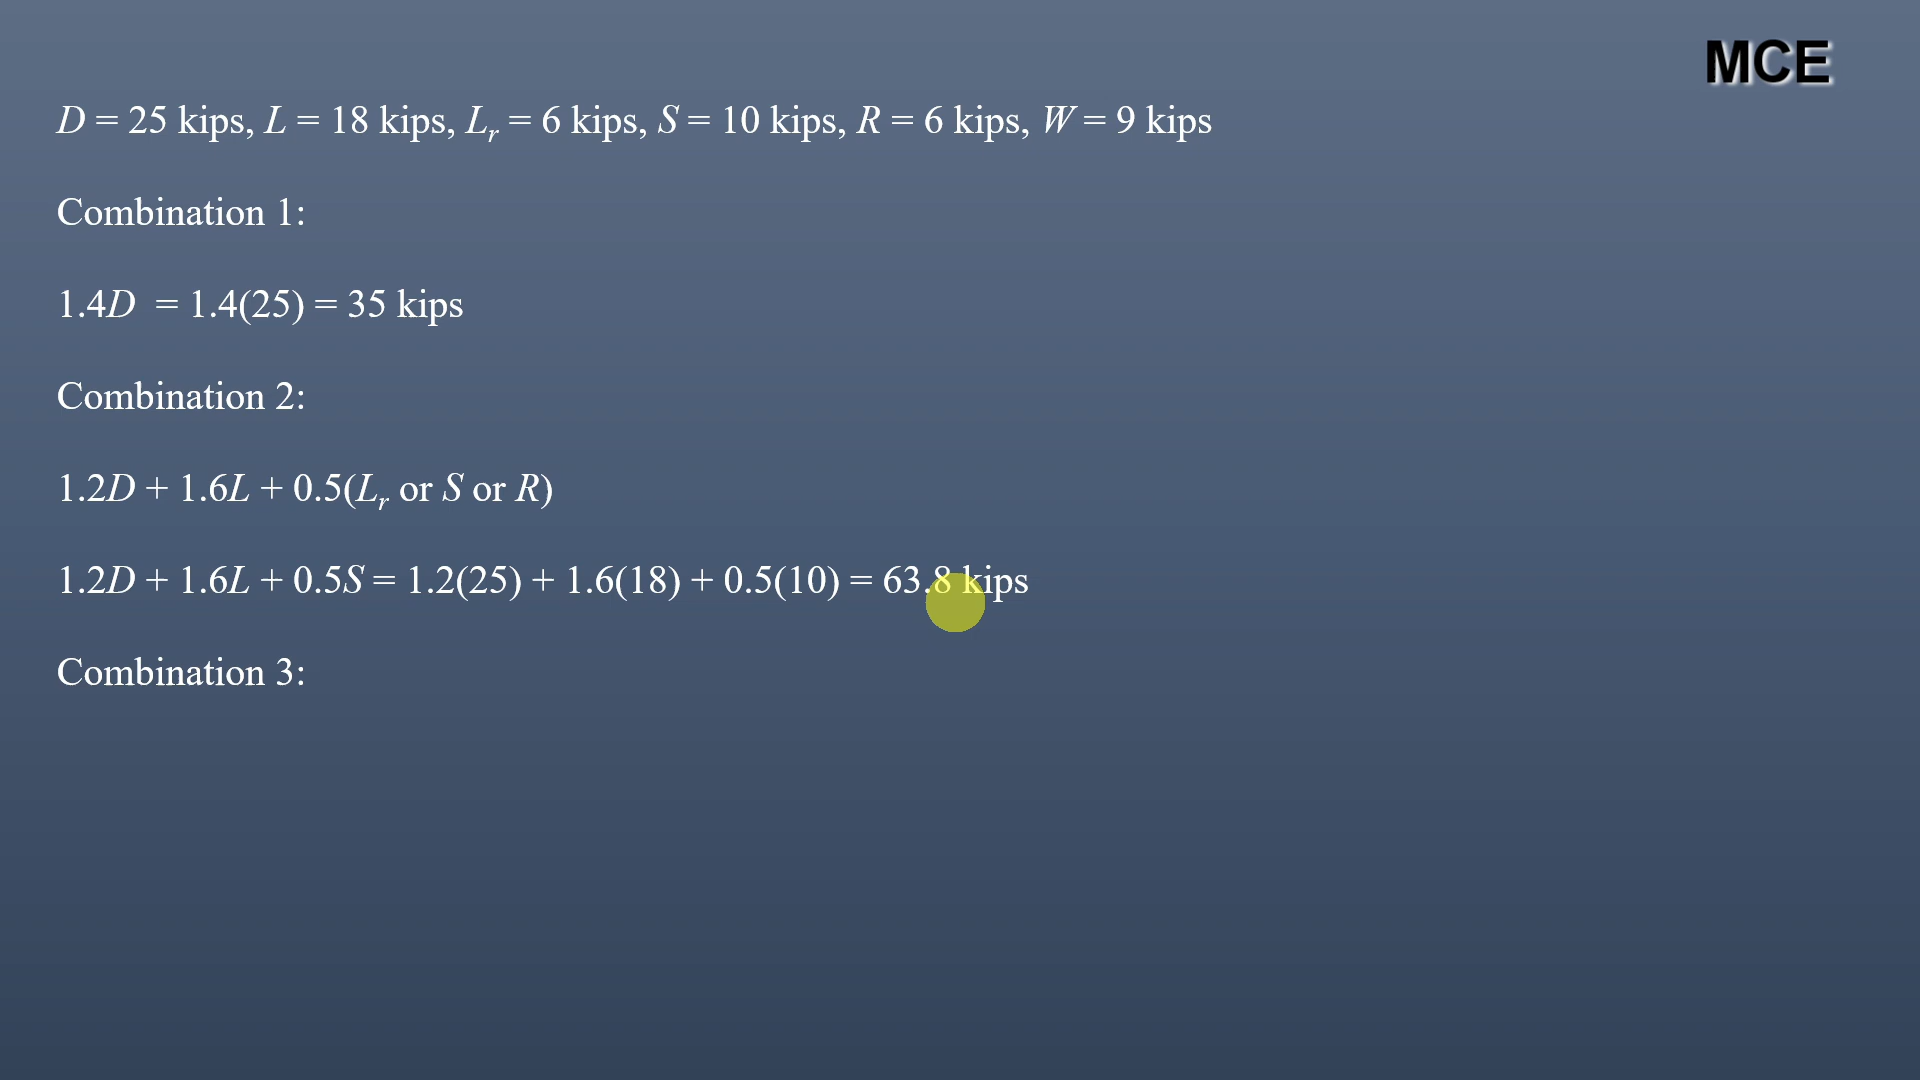 MCE
D = 25 kips, L = 18 kips, Lᵣ = 6 kips, S = 10 kips, R = 6 kips, W = 9 kips
Combination 1:
1.4D = 1.4(25) = 35 kips
Combination 2:
1.2D + 1.6L + 0.5(Lᵣ or S or R)
1.2D + 1.6L + 0.5S = 1.2(25) + 1.6(18) + 0.5(10) = 63.8 kips
Combination 3: